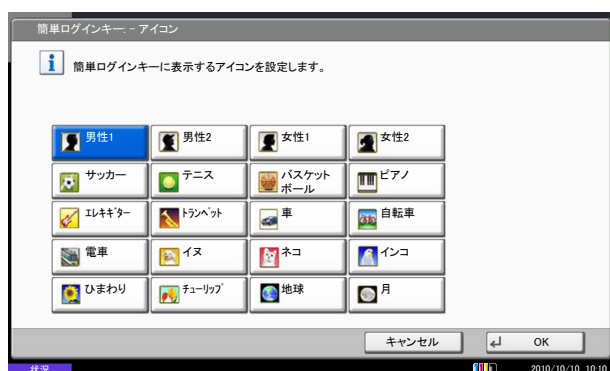 簡単ログインキー: - アイコン
簡単ログインキーに表示するアイコンを設定します。
男性1 男性2 女性1 女性2
サッカー テニス バスケット
ボール ピアノ
エレキギター トランペット 車 自転車
電車 イヌ ネコ インコ
ひまわり チューリップ 地球 月
キャンセル OK
状況 2010/10/10 10:10